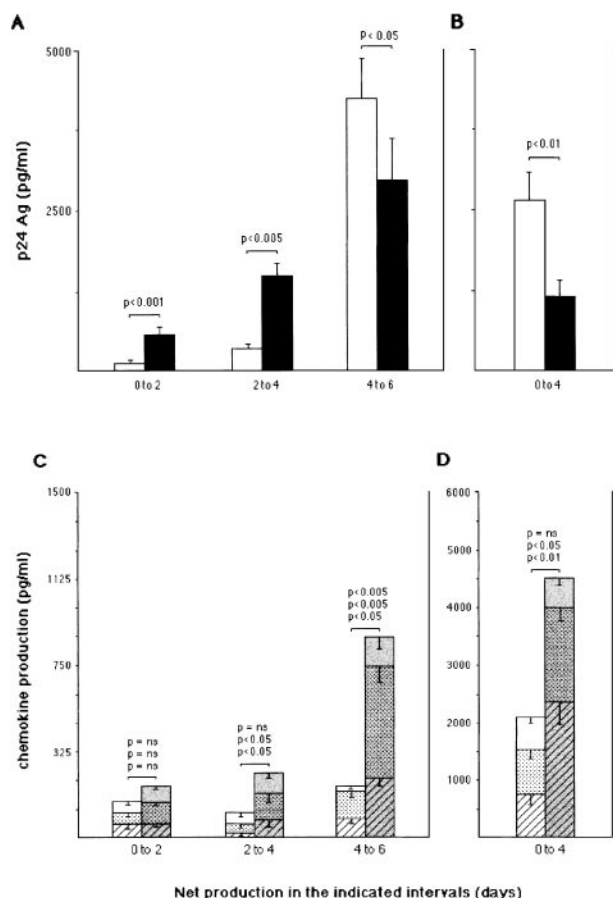 A
B
p24 Ag (pg/ml)
5000
2500
p<0.001
p<0.005
P<0.05
p<0.01
0 to 2
2 to 4
4 to 6
0 to 4
C
D
chemokine production (pg/ml)
1500
1125
750
325
p = ns
p = ns
p = ns
p = ns
p<0.05
p<0.05
p<0.005
p<0.005
p<0.05
6000
5000
4000
3000
2000
1000
p = ns
p<0.05
p<0.01
0 to 2
2 to 4
4 to 6
0 to 4
Net production in the indicated intervals (days)